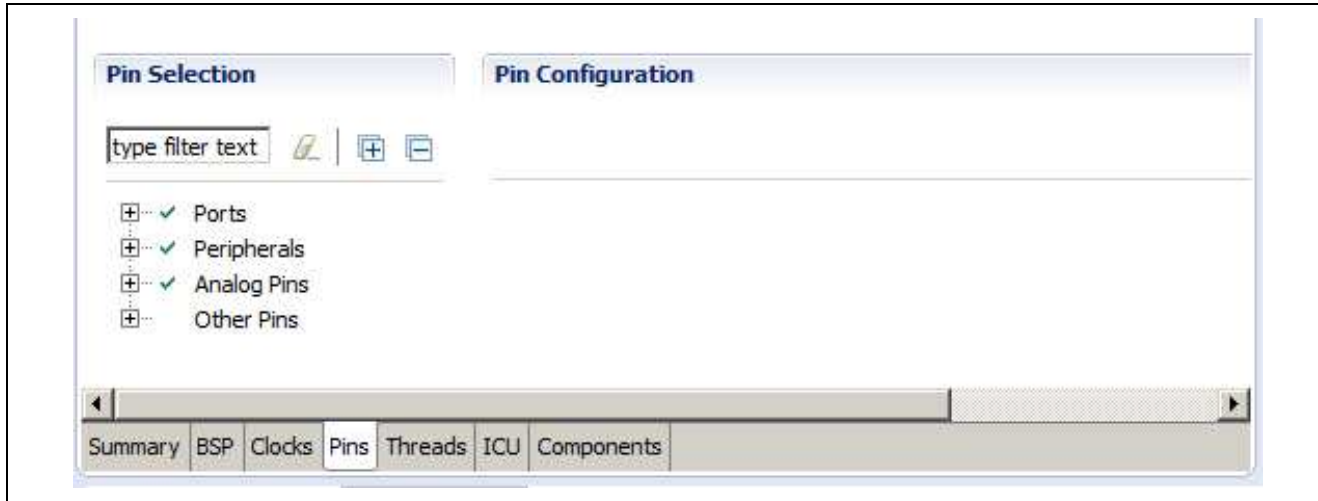 Pin Selection
Pin Configuration
type filter text
Ports
Peripherals
Analog Pins
Other Pins
Summary BSP Clocks Pins Threads ICU Components